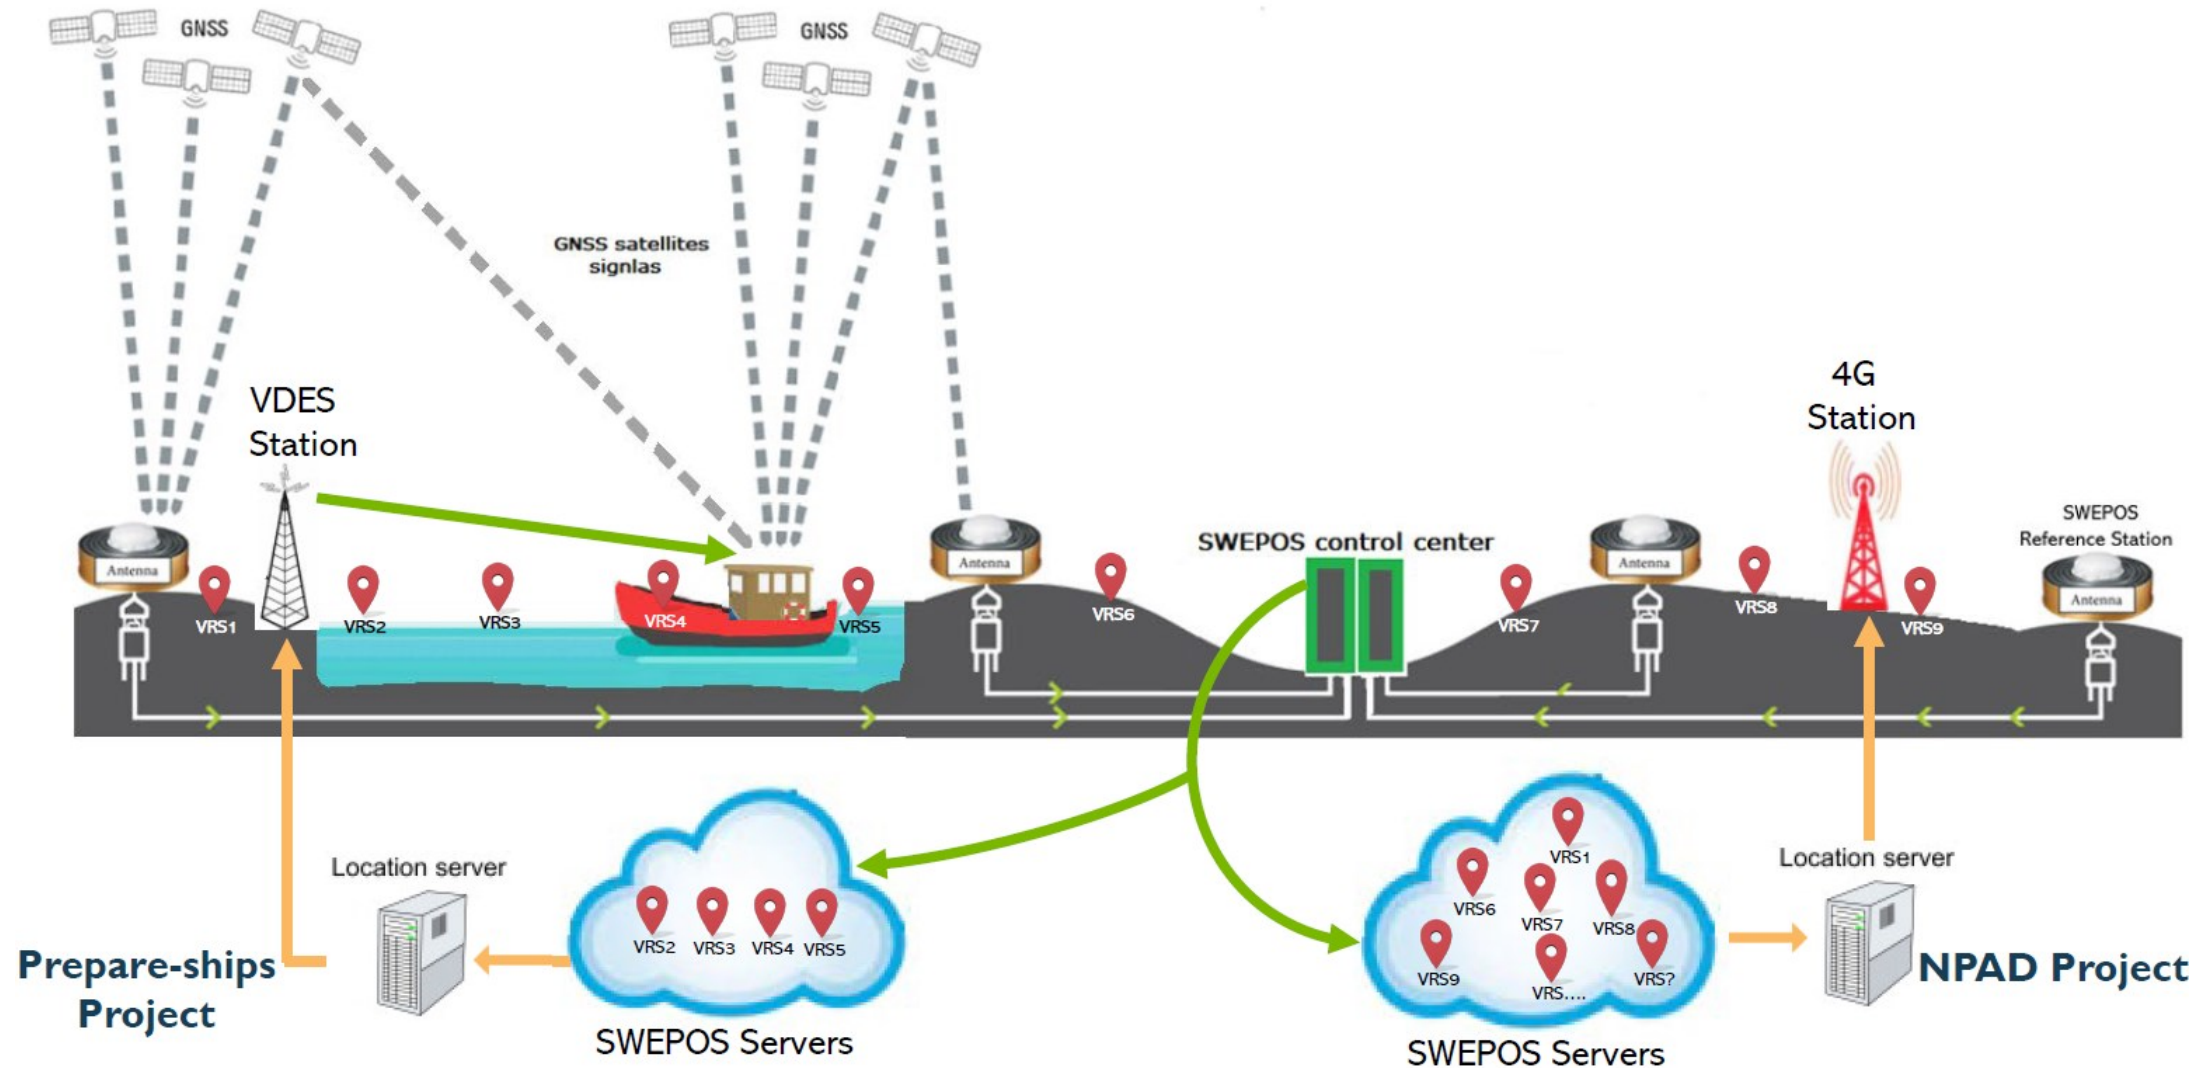 GNSS
GNSS
GNSS satellites
signlas
VDES
Station
4G
Station
SWEPOS
Reference Station
SWEPOS control center
Antenna
Antenna
Antenna
Antenna
VRS1
VRS2
VRS3
VRS4
VRS5
VRS6
VRS7
VRS8
VRS9
Location server
Prepare-ships
Project
VRS2
VRS3
VRS4
VRS5
SWEPOS Servers
VRS1
VRS6
VRS7
VRS8
VRS9
VRS....
VRS?
SWEPOS Servers
Location server
NPAD Project